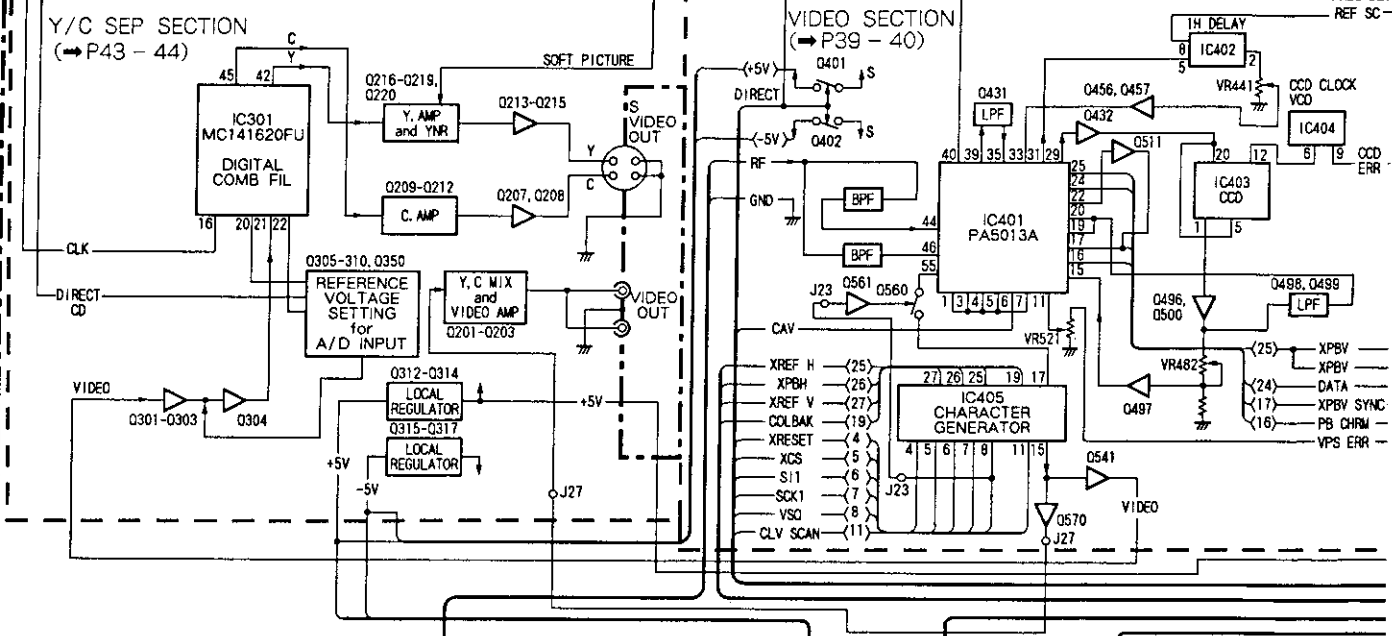 Y/C SEP SECTION
(➡P43 – 44)
C
Y
45
42
IC301
MC141620FU
DIGITAL
COMB FIL
16
20
21
22
CLK
DIRECT
CD
Q216-Q219,
Q220
SOFT PICTURE
Y, AMP
and YNR
Q213-Q215
S
VIDEO
OUT
Y
C
Q209-Q212
C. AMP
Q207, Q208
Q305-310, Q350
REFERENCE
VOLTAGE
SETTING
for
A/D INPUT
Y, C MIX
and
VIDEO AMP
Q201-Q203
VIDEO
OUT
VIDEO
Q301-Q303
Q304
Q312-Q314
LOCAL
REGULATOR
+5V
Q315-Q317
LOCAL
REGULATOR
+5V
-5V
J27
VIDEO SECTION
(➡P39 – 40)
(+5V)
Q401
S
DIRECT
(-5V)
Q402
S
RF
GND
BPF
BPF
44
46
55
Q431
LPF
40
39
35
33
31
29
IC401
PA5013A
25
24
22
20
19
17
16
15
1
3
4
5
6
7
11
REF SC
1H DELAY
8
5
IC402
2
VR441
Q456, Q457
Q432
Q511
CCD CLOCK
VCO
IC404
6
9
CCD
ERR
20
12
IC403
CCD
1
5
Q496,
Q500
Q498, Q499
LPF
VR482
Q497
VR521
J23
Q561
Q560
CAV
XREF H (25)
XPBH (26)
XREF V (27)
COLBAK (19)
XRESET (4)
XCS (5)
SI1 (6)
SCK1 (7)
VSO (8)
CLV SCAN (11)
27
26
25
19
17
IC405
CHARACTER
GENERATOR
4
5
6
7
8
11
15
J23
Q541
VIDEO
Q570
J27
(25) XPBV
XPBV
(24) DATA
(17) XPBV SYNC
(16) PB CHRM
VPS ERR